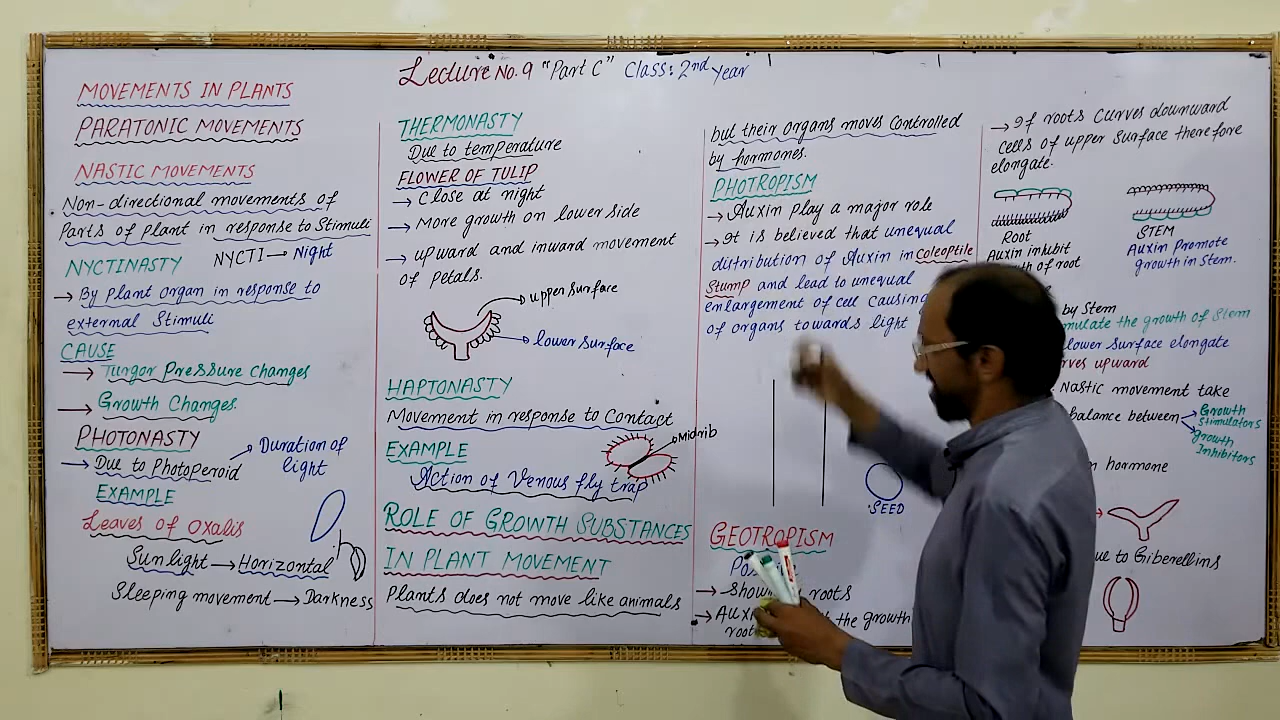 Lecture No. 9 "Part C" Class: 2nd Year
MOVEMENTS IN PLANTS
PARATONIC MOVEMENTS
NASTIC MOVEMENTS
Non-directional movements of
Parts of plant in response to Stimuli
NYCTINASTY NYCTI → Night
→ By Plant organ in response to
external Stimuli
CAUSE
→ Turgor Pressure changes
→ Growth Changes.
PHOTONASTY
→ Due to Photoperoid
Duration of
light
EXAMPLE
Leaves of Oxalis
Sunlight → Horizontal
Sleeping movement → Darkness
THERMONASTY
Due to temperature
FLOWER OF TULIP
→ Close at night
→ More growth on lower side
→ upward and inward movement
of petals.
upper surface
lower surface
HAPTONASTY
Movement in response to Contact
EXAMPLE
Midrib
Action of Venous fly trap
ROLE OF GROWTH SUBSTANCES
IN PLANT MOVEMENT
Plants does not move like animals
but their organs moves controlled
by hormones.
PHOTROPISM
→ Auxin play a major role
→ It is believed that unequal
distribution of Auxin in Coleoptile
Stump and lead to unequal
enlargement of cell causing
of organs towards light
SEED
GEOTROPISM
→ roots
→ the growth
→ If roots curves downward
cells of upper surface therefore
elongate.
Root
Auxin inhibit
of root
STEM
Auxin Promote
growth in Stem.
by Stem
the growth of Stem
lower surface elongate
upward
Nastic movement take
balance between
Growth
Stimulators
growth
Inhibitors
hormone
to Giberellins